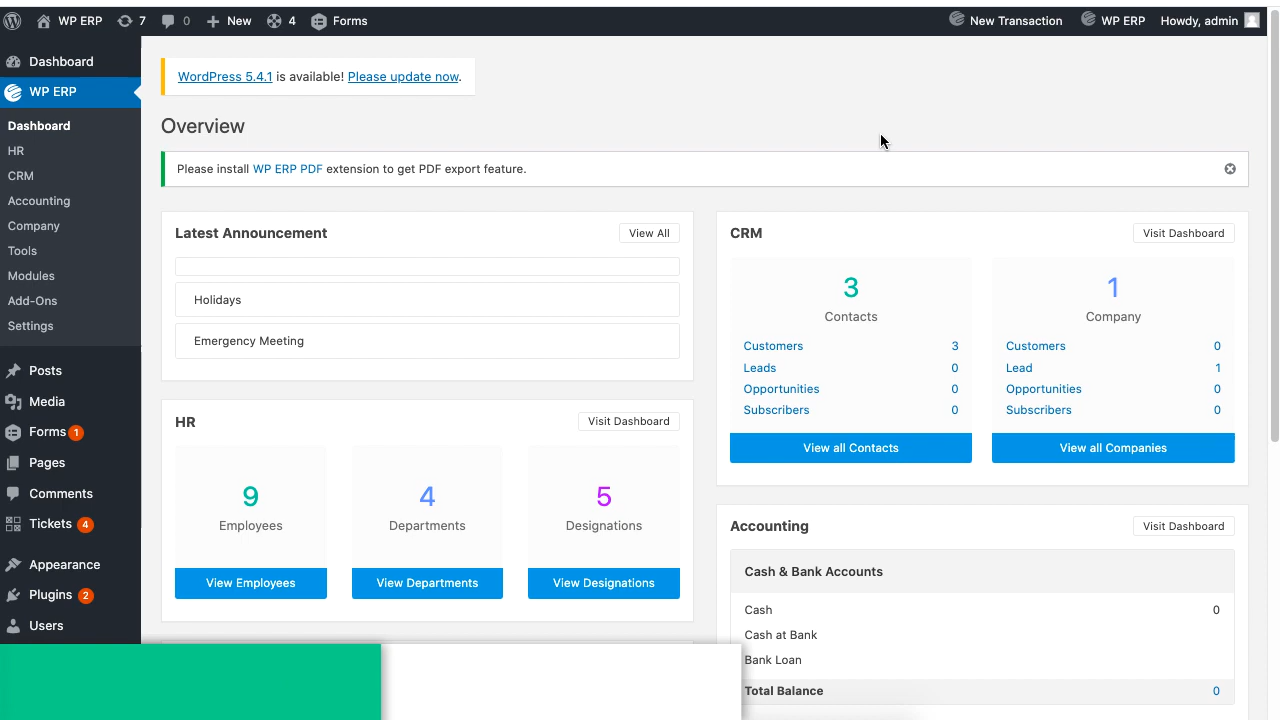 WP ERP 7 0 New 4 Forms New Transaction WP ERP Howdy, admin
Dashboard
WP ERP
Dashboard
HR
CRM
Accounting
Company
Tools
Modules
Add-Ons
Settings
Posts
Media
Forms 1
Pages
Comments
Tickets 4
Appearance
Plugins 2
Users
WordPress 5.4.1 is available! Please update now.
Overview
Please install WP ERP PDF extension to get PDF export feature.
Latest Announcement View All
Holidays
Emergency Meeting
HR Visit Dashboard
9 4 5
Employees Departments Designations
View Employees View Departments View Designations
CRM Visit Dashboard
3 1
Contacts Company
Customers 3 Customers 0
Leads 0 Lead 1
Opportunities 0 Opportunities 0
Subscribers 0 Subscribers 0
View all Contacts View all Companies
Accounting Visit Dashboard
Cash & Bank Accounts
Cash 0
Cash at Bank
Bank Loan
Total Balance 0